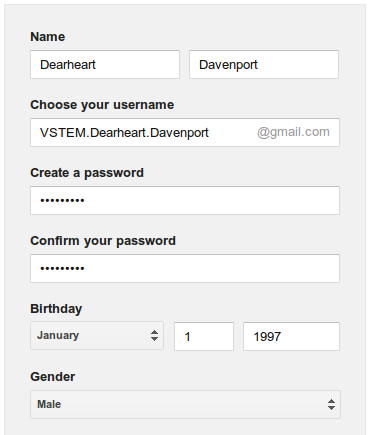 Name
Dearheart Davenport
Choose your username
VSTEM.Dearheart.Davenport @gmail.com
Create a password
•••••••••
Confirm your password
•••••••••
Birthday
January 1 1997
Gender
Male